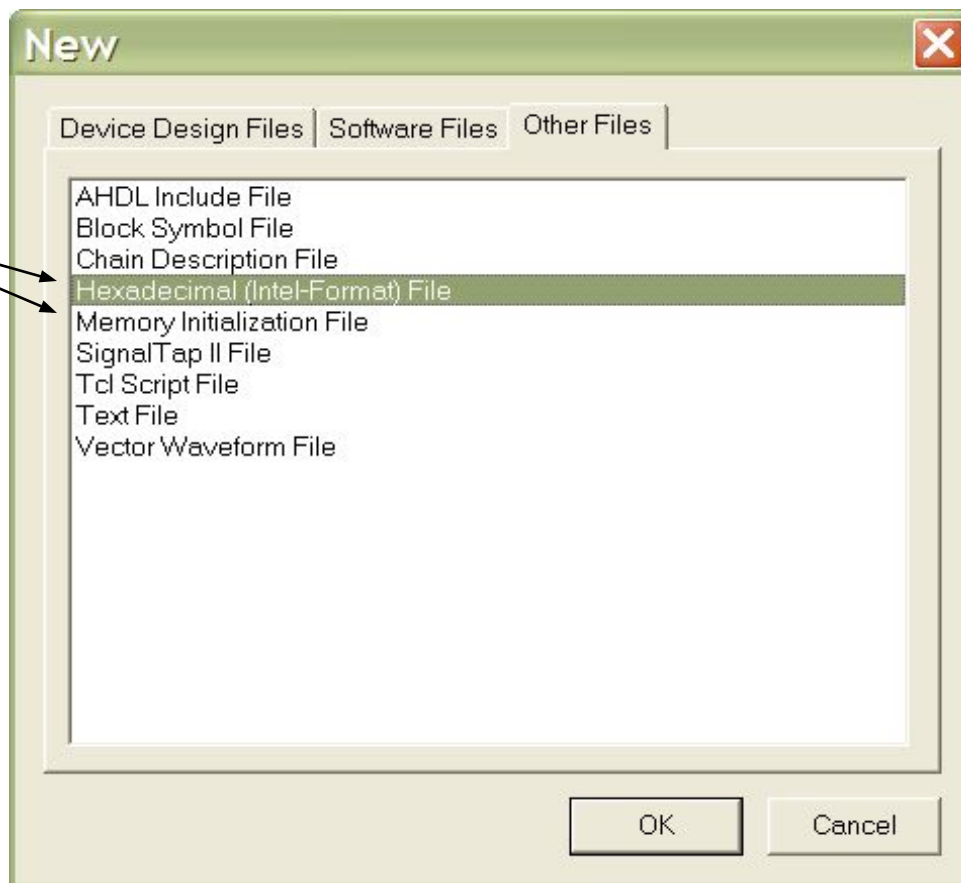 New
Device Design Files
Software Files
Other Files
AHDL Include File
Block Symbol File
Chain Description File
Hexadecimal (Intel-Format) File
Memory Initialization File
SignalTap II File
Tcl Script File
Text File
Vector Waveform File
OK
Cancel